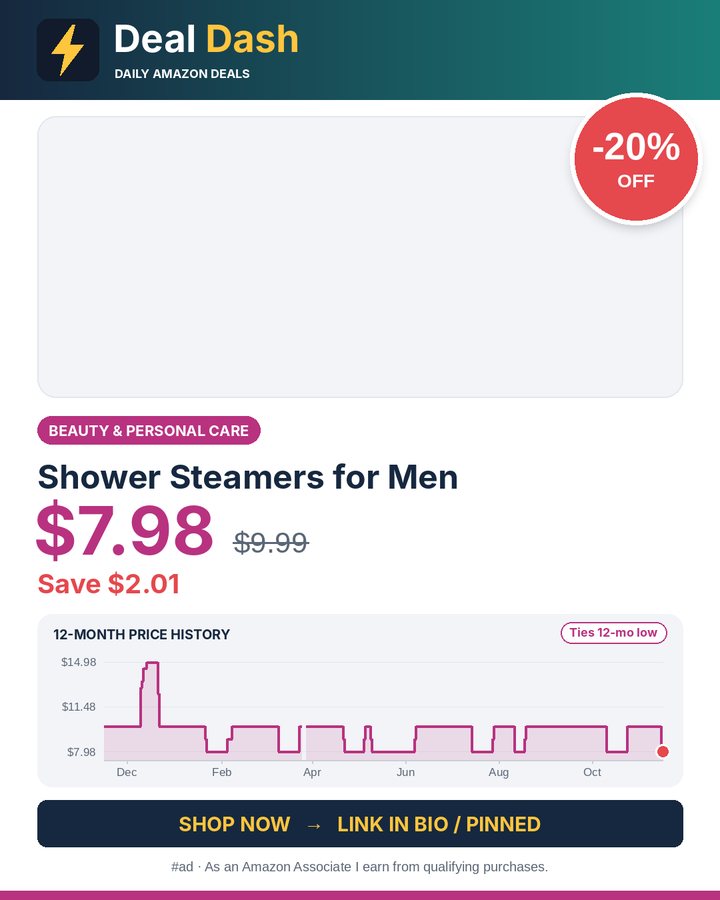 Deal Dash
DAILY AMAZON DEALS
-20%
OFF
BEAUTY & PERSONAL CARE
Shower Steamers for Men
$7.98 $9.99
Save $2.01
12-MONTH PRICE HISTORY
Ties 12-mo low
$14.98
$11.48
$7.98
Dec Feb Apr Jun Aug Oct
SHOP NOW → LINK IN BIO / PINNED
#ad · As an Amazon Associate I earn from qualifying purchases.